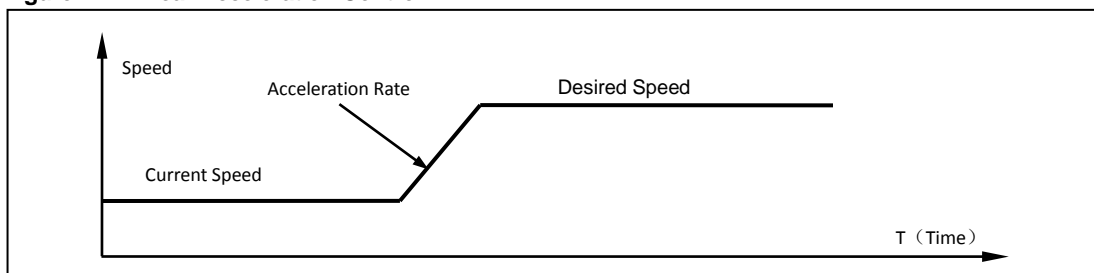 Speed
Acceleration Rate
Desired Speed
Current Speed
T（Time）